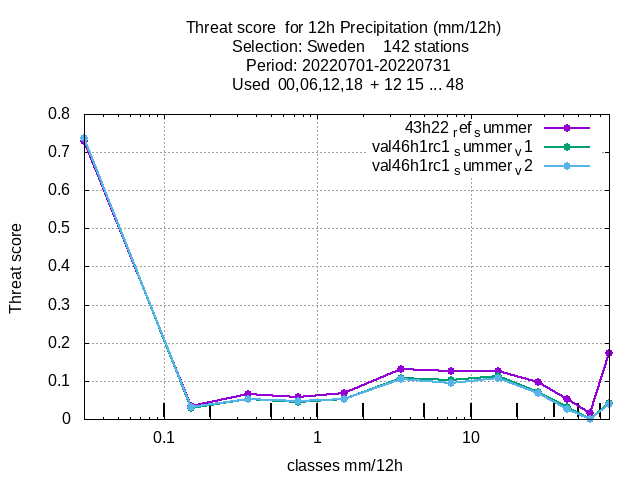 Threat score  for 12h Precipitation (mm/12h)
Selection: Sweden    142 stations
Period: 20220701-20220731
Used  00,06,12,18  + 12 15 ... 48
43h22 ref summer
val46h1rc1 summer v1
val46h1rc1 summer v2
0.8
0.7
0.6
0.5
0.4
0.3
0.2
0.1
0
Threat score
0.1 1 10
classes mm/12h